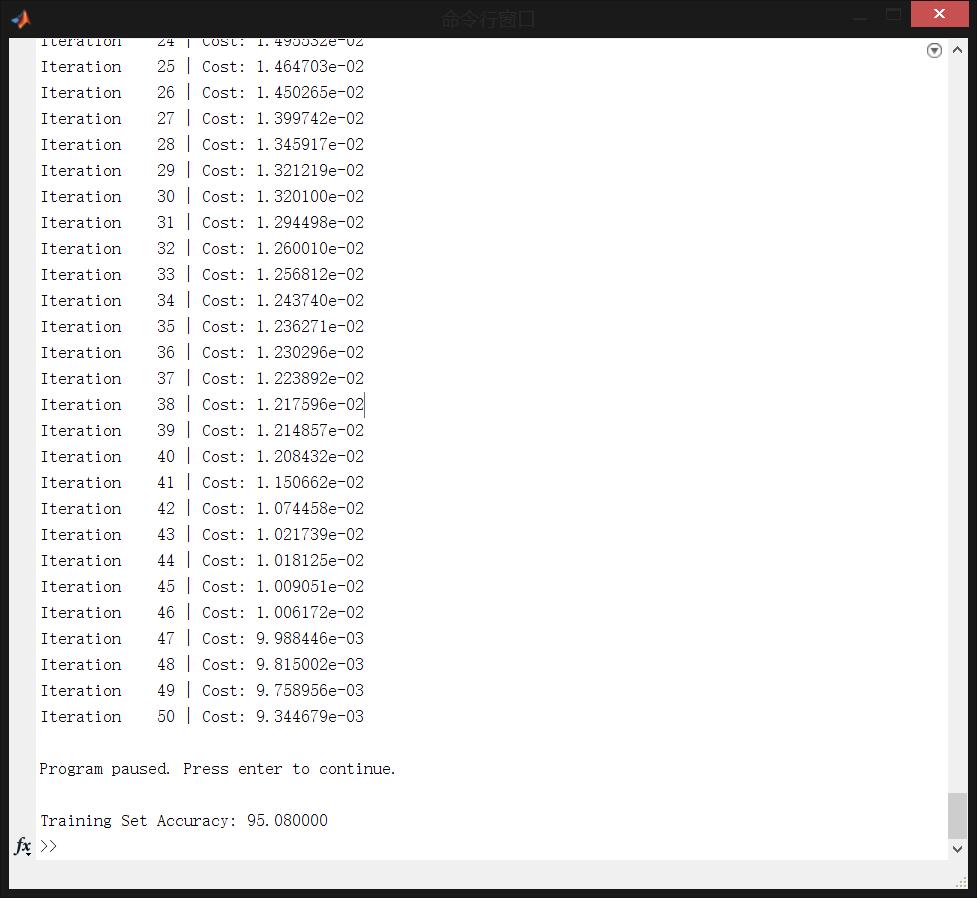 命令行窗口
Iteration    24 | Cost: 1.495532e-02
Iteration    25 | Cost: 1.464703e-02
Iteration    26 | Cost: 1.450265e-02
Iteration    27 | Cost: 1.399742e-02
Iteration    28 | Cost: 1.345917e-02
Iteration    29 | Cost: 1.321219e-02
Iteration    30 | Cost: 1.320100e-02
Iteration    31 | Cost: 1.294498e-02
Iteration    32 | Cost: 1.260010e-02
Iteration    33 | Cost: 1.256812e-02
Iteration    34 | Cost: 1.243740e-02
Iteration    35 | Cost: 1.236271e-02
Iteration    36 | Cost: 1.230296e-02
Iteration    37 | Cost: 1.223892e-02
Iteration    38 | Cost: 1.217596e-02
Iteration    39 | Cost: 1.214857e-02
Iteration    40 | Cost: 1.208432e-02
Iteration    41 | Cost: 1.150662e-02
Iteration    42 | Cost: 1.074458e-02
Iteration    43 | Cost: 1.021739e-02
Iteration    44 | Cost: 1.018125e-02
Iteration    45 | Cost: 1.009051e-02
Iteration    46 | Cost: 1.006172e-02
Iteration    47 | Cost: 9.988446e-03
Iteration    48 | Cost: 9.815002e-03
Iteration    49 | Cost: 9.758956e-03
Iteration    50 | Cost: 9.344679e-03
Program paused. Press enter to continue.
Training Set Accuracy: 95.080000
fx >>